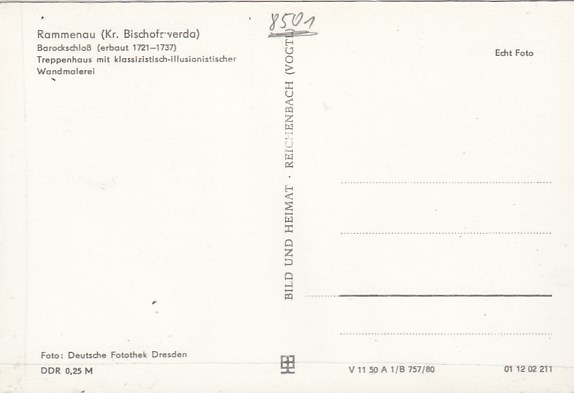 8501
Rammenau (Kr. Bischofswerda)
Barockschloß (erbaut 1721–1737)
Treppenhaus mit klassizistisch-illusionistischer
Wandmalerei
Echt Foto
BILD UND HEIMAT · REICHENBACH (VOGTL
Foto: Deutsche Fotothek Dresden
DDR 0,25 M
V 11 50 A 1/B 757/80
01 12 02 211